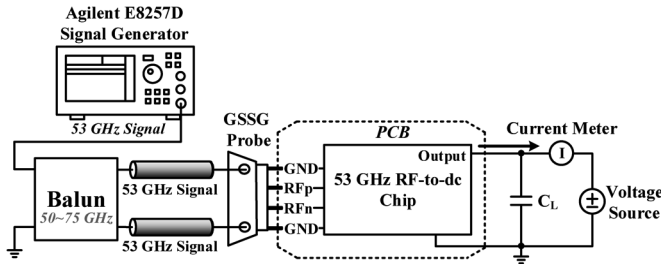 Agilent E8257D
Signal Generator
53 GHz Signal
GSSG
Probe
PCB
Current Meter
I
Output
GND
RFp
RFn
GND
53 GHz RF-to-dc
Chip
53 GHz Signal
Balun
50~75 GHz
53 GHz Signal
CL
Voltage
Source